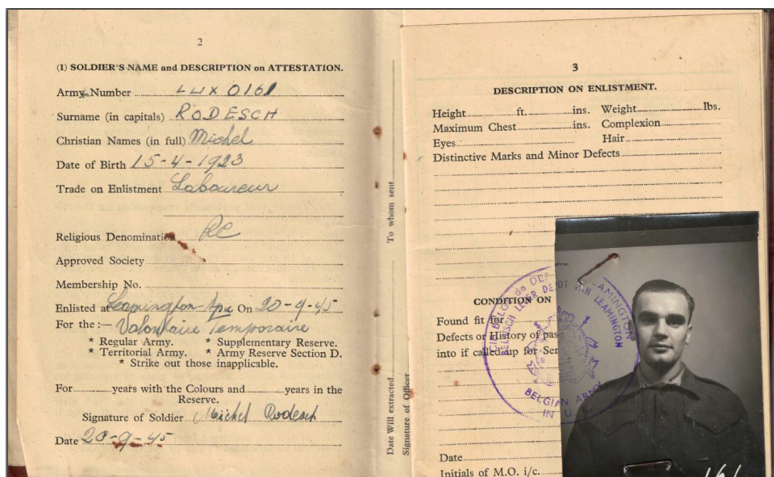 2
(1) SOLDIER'S NAME and DESCRIPTION on ATTESTATION.
Army Number LUX 0161
Surname (in capitals) RODESCH
Christian Names (in full) Michel
Date of Birth 15-4-1923
Trade on Enlistment Laboureur
Religious Denomination RC
Approved Society
Membership No.
Enlisted at Leamington Spa On 20-9-45
For the :— Volontaire Temporaire
* Regular Army. * Supplementary Reserve.
* Territorial Army. * Army Reserve Section D.
* Strike out those inapplicable.
For years with the Colours and years in the
Reserve.
Signature of Soldier Michel Rodesch
Date 20-9-45
To whom sent
Date Will extracted
Signature of Officer
3
DESCRIPTION ON ENLISTMENT.
Height ft. ins. Weight lbs.
Maximum Chest ins. Complexion
Eyes Hair
Distinctive Marks and Minor Defects
CONDITION ON
Found fit for
Defects or History of pas
into if called up for Ser
Date
Initials of M.O. i/c.
LEAMINGTON
BELGIAN ARMY
IN U
161